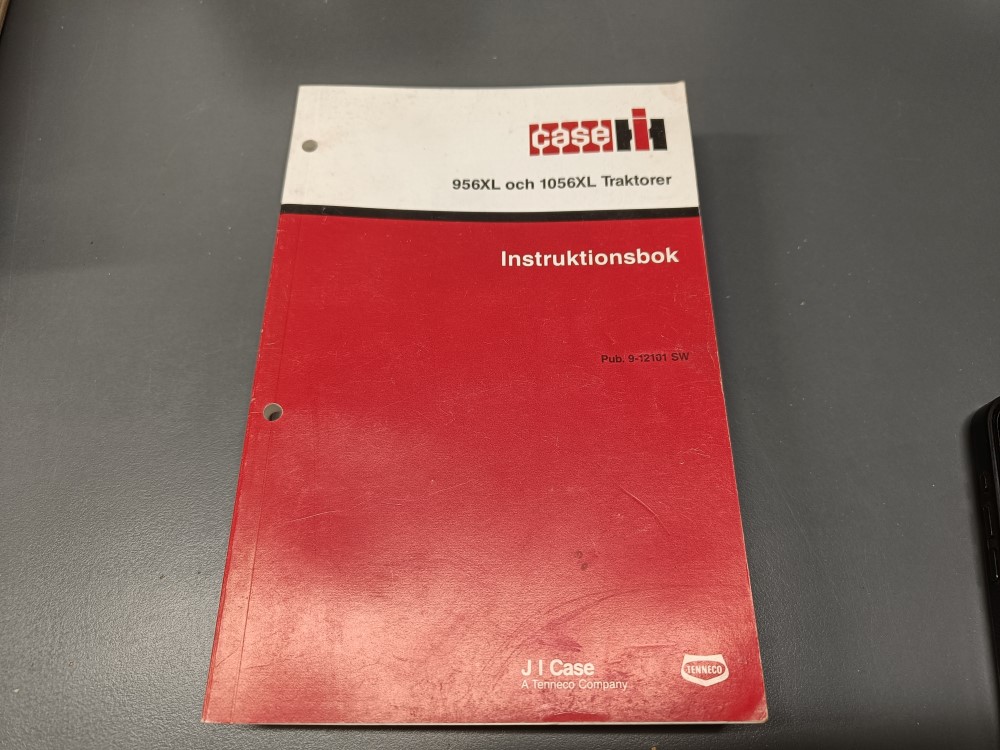 case IH
956XL och 1056XL Traktorer
Instruktionsbok
Pub. 9-12101 SW
J I Case
A Tenneco Company
TENNECO